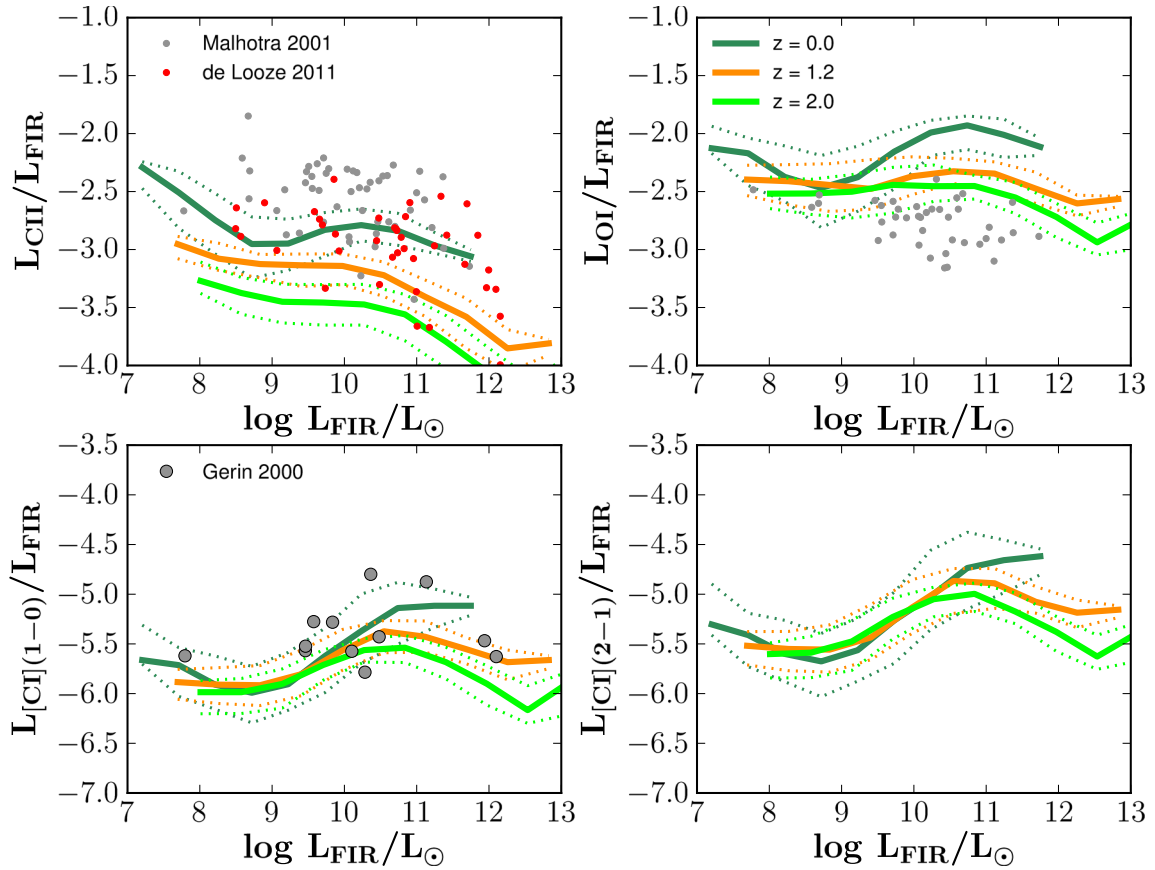 −1.0
−1.5
−2.0
−2.5
−3.0
−3.5
−4.0
L_CII/L_FIR
Malhotra 2001
de Looze 2011
7 8 9 10 11 12 13
log L_FIR/L_⊙
−1.0
−1.5
−2.0
−2.5
−3.0
−3.5
−4.0
L_OI/L_FIR
z = 0.0
z = 1.2
z = 2.0
7 8 9 10 11 12 13
log L_FIR/L_⊙
−3.5
−4.0
−4.5
−5.0
−5.5
−6.0
−6.5
−7.0
L_[CI](1−0)/L_FIR
Gerin 2000
7 8 9 10 11 12 13
log L_FIR/L_⊙
−3.5
−4.0
−4.5
−5.0
−5.5
−6.0
−6.5
−7.0
L_[CI](2−1)/L_FIR
7 8 9 10 11 12 13
log L_FIR/L_⊙